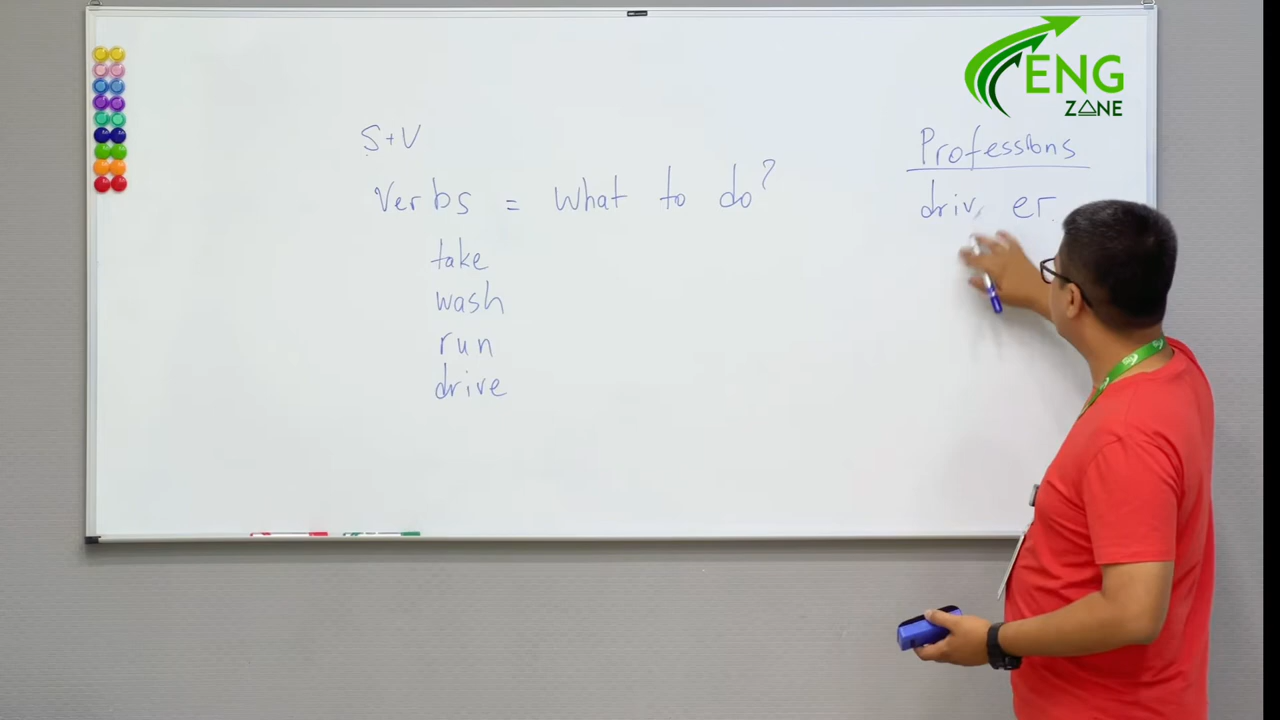 ENG
ZONE
S+V
Verbs = What to do?
take
wash
run
drive
Professions
driv er